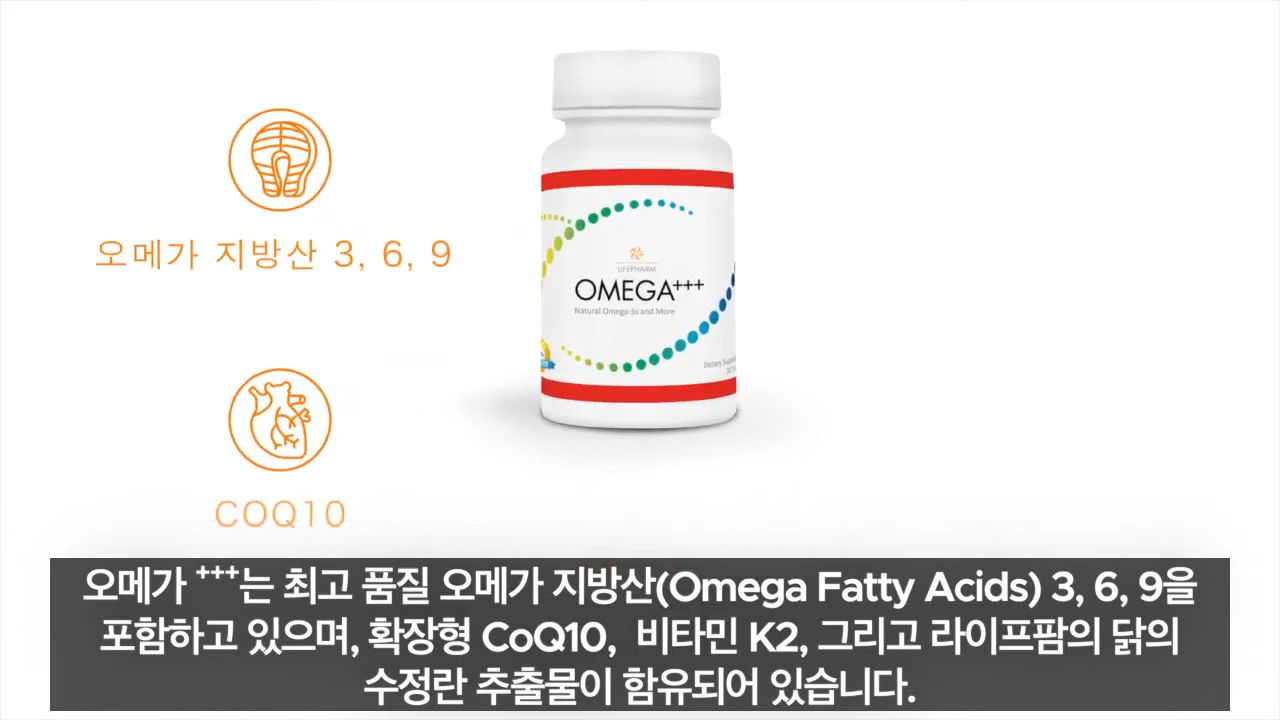 오메가 지방산 3, 6, 9
COQ10
LIFEPHARM
OMEGA+++
Natural Omega-3s and More
Dietary
오메가 +++는 최고 품질 오메가 지방산(Omega Fatty Acids) 3, 6, 9을
포함하고 있으며, 확장형 CoQ10, 비타민 K2, 그리고 라이프팜의 닭의
수정란 추출물이 함유되어 있습니다.